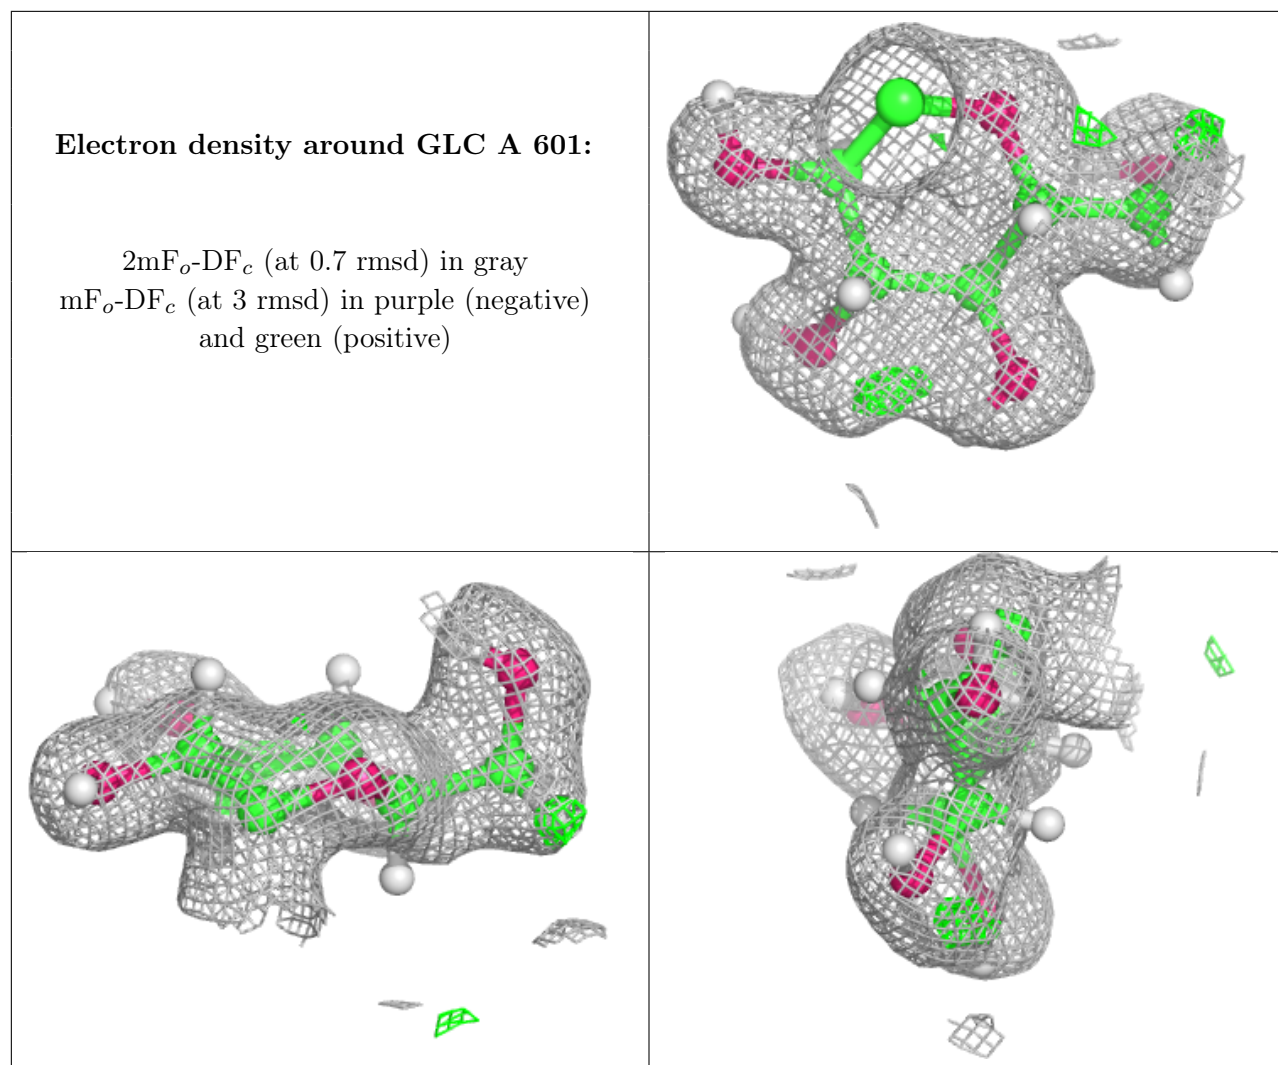 Electron density around GLC A 601:
2mFₒ-DF𝒸 (at 0.7 rmsd) in gray
mFₒ-DF𝒸 (at 3 rmsd) in purple (negative)
and green (positive)